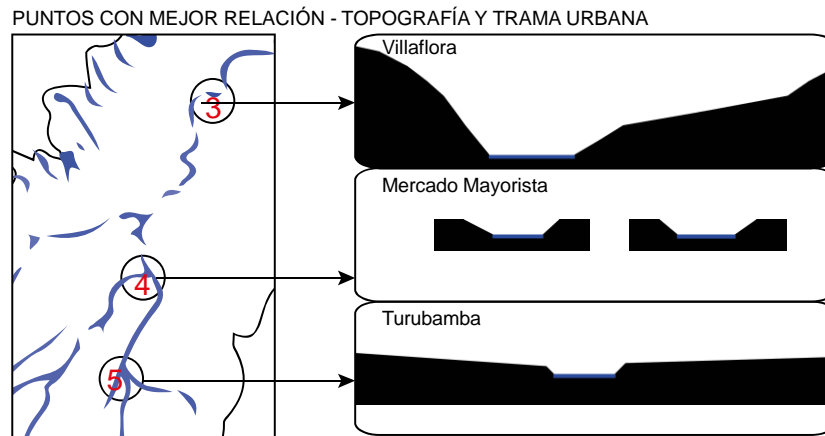 PUNTOS CON MEJOR RELACIÓN - TOPOGRAFÍA Y TRAMA URBANA
Villaflora
3
Mercado Mayorista
4
Turubamba
5